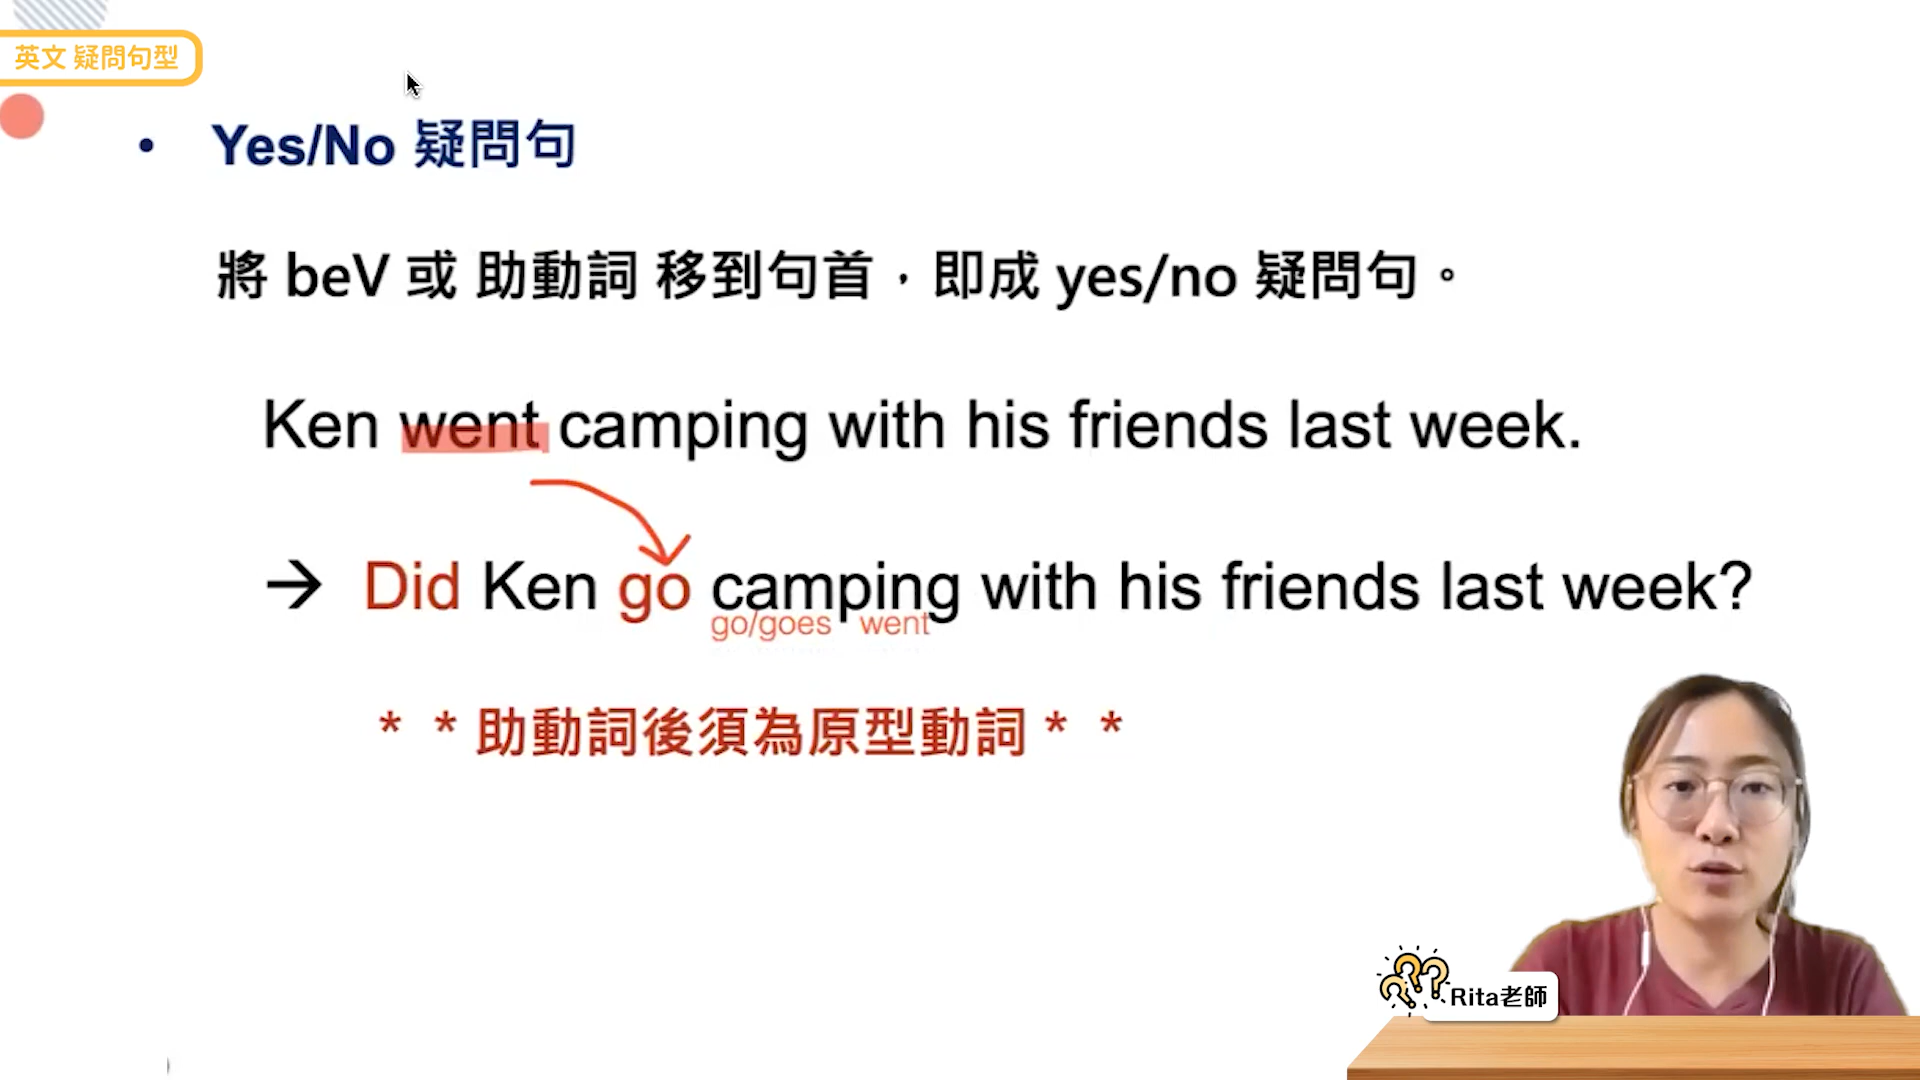 英文 疑問句型
• Yes/No 疑問句
將 beV 或 助動詞 移到句首，即成 yes/no 疑問句。
Ken went camping with his friends last week.
→ Did Ken go camping with his friends last week?
go/goes went
* * 助動詞後須為原型動詞 * *
Rita老師